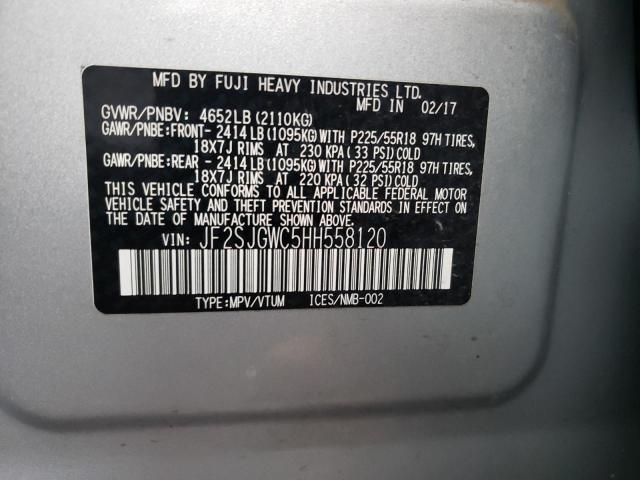 MFD BY FUJI HEAVY INDUSTRIES LTD.
MFD IN 02/17
GVWR/PNBV: 4652LB (2110KG)
GAWR/PNBE:FRONT- 2414LB(1095KG)WITH P225/55R18 97H TIRES,
18X7J RIMS AT 230 KPA( 33 PSI)COLD
GAWR/PNBE:REAR - 2414LB(1095KG)WITH P225/55R18 97H TIRES,
18X7J RIMS AT 220 KPA( 32 PSI)COLD
THIS VEHICLE CONFORMS TO ALL APPLICABLE FEDERAL MOTOR
VEHICLE SAFETY AND THEFT PREVENTION STANDARDS IN EFFECT ON
THE DATE OF MANUFACTURE SHOWN ABOVE.
VIN: JF2SJGWC5HH558120
TYPE:MPV/VTUM ICES/NMB-002